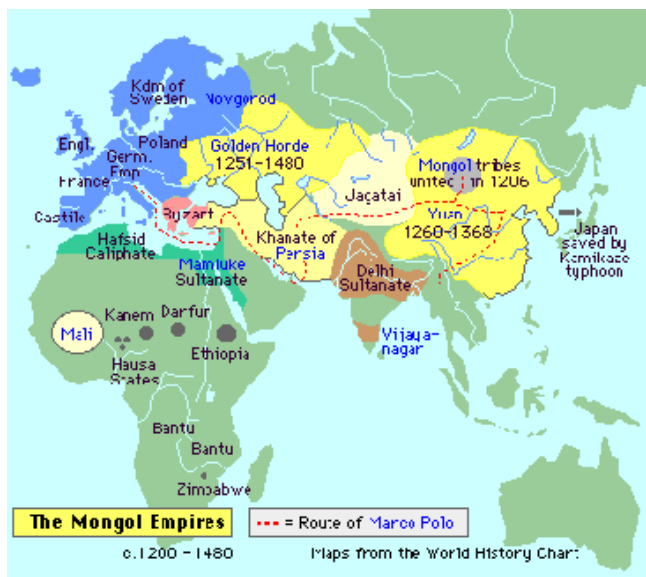 Kdm of
Sweden
Novgorod
Engl.
Poland
Germ.
Emp
France
Castile
Golden Horde
1251-1480
Mongol tribes
united in 1206
Jagatai
Byzant
Yuan
1260-1368
Khanate of
Persia
Hafsid
Caliphate
Mamluke
Sultanate
Delhi
Sultanate
Japan
saved by
Kamikaze
typhoon
Mali
Kanem
Darfur
Ethiopia
Hausa
States
Vijaya-
nagar
Bantu
Bantu
Zimbabwe
The Mongol Empires
= Route of Marco Polo
c.1200 - 1480
Maps from the World History Chart